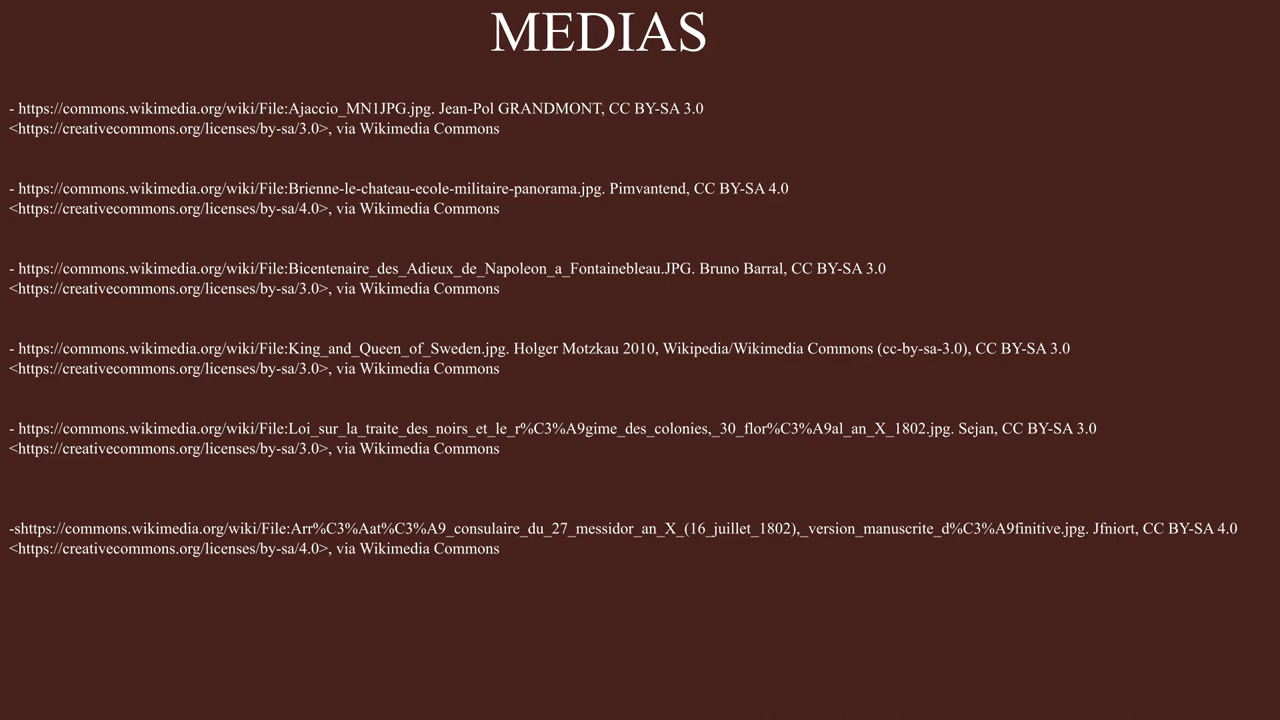 MEDIAS
- https://commons.wikimedia.org/wiki/File:Ajaccio_MN1JPG.jpg. Jean-Pol GRANDMONT, CC BY-SA 3.0
<https://creativecommons.org/licenses/by-sa/3.0>, via Wikimedia Commons
- https://commons.wikimedia.org/wiki/File:Brienne-le-chateau-ecole-militaire-panorama.jpg. Pimvantend, CC BY-SA 4.0
<https://creativecommons.org/licenses/by-sa/4.0>, via Wikimedia Commons
- https://commons.wikimedia.org/wiki/File:Bicentenaire_des_Adieux_de_Napoleon_a_Fontainebleau.JPG. Bruno Barral, CC BY-SA 3.0
<https://creativecommons.org/licenses/by-sa/3.0>, via Wikimedia Commons
- https://commons.wikimedia.org/wiki/File:King_and_Queen_of_Sweden.jpg. Holger Motzkau 2010, Wikipedia/Wikimedia Commons (cc-by-sa-3.0), CC BY-SA 3.0
<https://creativecommons.org/licenses/by-sa/3.0>, via Wikimedia Commons
- https://commons.wikimedia.org/wiki/File:Loi_sur_la_traite_des_noirs_et_le_r%C3%A9gime_des_colonies,_30_flor%C3%A9al_an_X_1802.jpg. Sejan, CC BY-SA 3.0
<https://creativecommons.org/licenses/by-sa/3.0>, via Wikimedia Commons
-shttps://commons.wikimedia.org/wiki/File:Arr%C3%Aat%C3%A9_consulaire_du_27_messidor_an_X_(16_juillet_1802),_version_manuscrite_d%C3%A9finitive.jpg. Jfniort, CC BY-SA 4.0
<https://creativecommons.org/licenses/by-sa/4.0>, via Wikimedia Commons